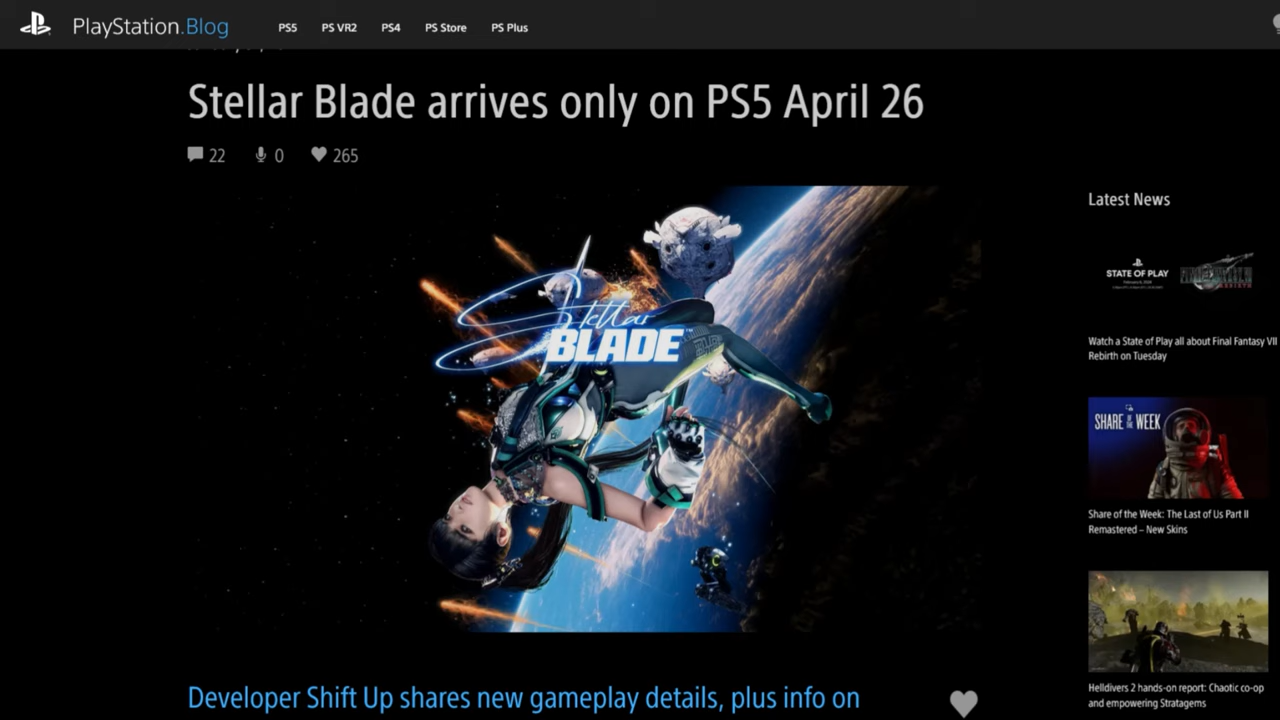 PlayStation.Blog
PS5
PS VR2
PS4
PS Store
PS Plus
Stellar Blade arrives only on PS5 April 26
22
0
265
Stellar
BLADE
Developer Shift Up shares new gameplay details, plus info on
Latest News
STATE OF PLAY
REBIRTH
Watch a State of Play all about Final Fantasy VII
Rebirth on Tuesday
SHARE OF THE WEEK
Share of the Week: The Last of Us Part II
Remastered – New Skins
Helldivers 2 hands-on report: Chaotic co-op
and empowering Stratagems